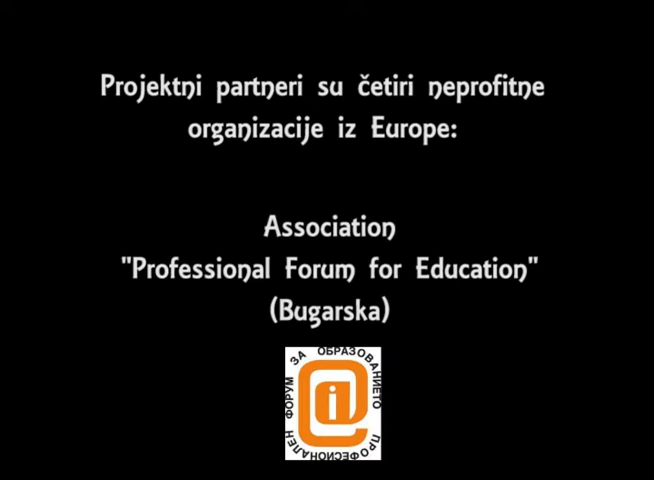 Projektni partneri su četiri neprofitne
organizacije iz Europe:
Association
"Professional Forum for Education"
(Bugarska)
ПРОФЕСИОНАЛЕН ФОРУМ ЗА ОБРАЗОВАНИЕТО
i